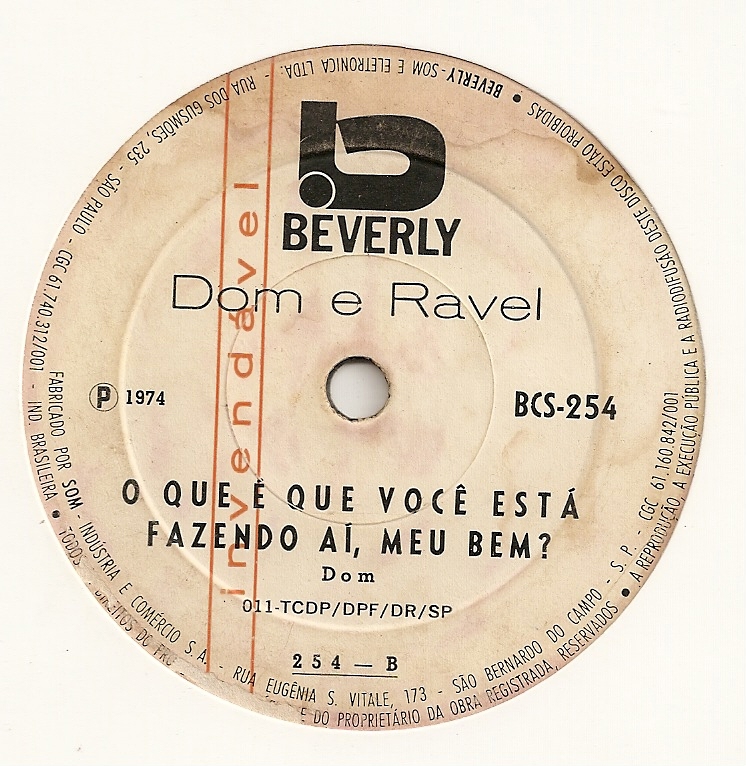 b
BEVERLY
Dom e Ravel
invendável
P 1974
BCS-254
O QUE É QUE VOCÊ ESTÁ
FAZENDO AÍ, MEU BEM?
Dom
011-TCDP/DPF/DR/SP
254 — B
FABRICADO POR SOM - INDÚSTRIA E COMÉRCIO S.A. - RUA EUGÊNIA S. VITALE, 173 - SÃO BERNARDO DO CAMPO - S. P. - CGC 61.160.842/001
BEVERLY - SOM E ELETRONICA LTDA. - RUA DOS GUSMÕES, 235 - SÃO PAULO - CGC 61.740.312/001 - IND. BRASILEIRA • TODOS DIREITOS DO E DO PROPRIETÁRIO DA OBRA REGISTRADA, RESERVADOS • A REPRODUÇÃO A EXECUÇÃO PÚBLICA E A RADIODIFUSÃO DESTE DISCO ESTÃO PROIBIDAS •